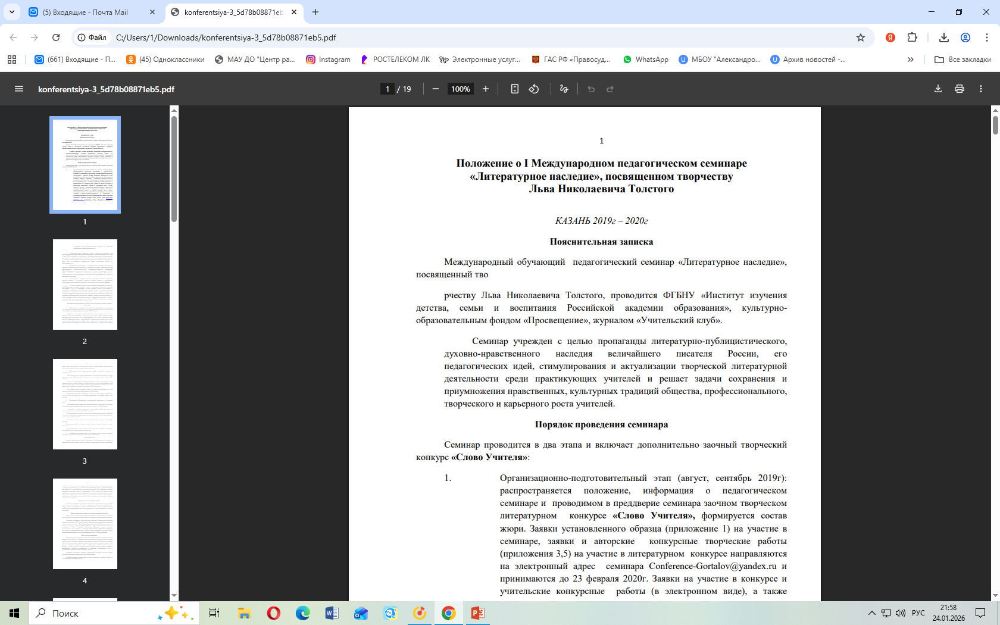 (5) Входящие - Почта Mail
konferentsiya-3_5d78b08871eb
Файл
C:/Users/1/Downloads/konferentsiya-3_5d78b08871eb5.pdf
(661) Входящие - П...
(45) Одноклассники
МАУ ДО "Центр ра...
Instagram
РОСТЕЛЕКОМ ЛК
Электронные услуг...
ГАС РФ «Правосуд...
WhatsApp
МБОУ "Александро...
Архив новостей -...
Все закладки
konferentsiya-3_5d78b08871eb5.pdf
1 / 19
100%
1
2
3
4
1
Положение о I Международном педагогическом семинаре
«Литературное наследие», посвященном творчеству
Льва Николаевича Толстого
КАЗАНЬ 2019г – 2020г
Пояснительная записка
Международный обучающий педагогический семинар «Литературное наследие»,
посвященный тво
рчеству Льва Николаевича Толстого, проводится ФГБНУ «Институт изучения
детства, семьи и воспитания Российской академии образования», культурно-
образовательным фондом «Просвещение», журналом «Учительский клуб».
Семинар учрежден с целью пропаганды литературно-публицистического,
духовно-нравственного наследия величайшего писателя России, его
педагогических идей, стимулирования и актуализации творческой литературной
деятельности среди практикующих учителей и решает задачи сохранения и
приумножения нравственных, культурных традиций общества, профессионального,
творческого и карьерного роста учителей.
Порядок проведения семинара
Семинар проводится в два этапа и включает дополнительно заочный творческий
конкурс «Слово Учителя»:
1. Организационно-подготовительный этап (август, сентябрь 2019г):
распространяется положение, информация о педагогическом
семинаре и проводимом в преддверие семинара заочном творческом
литературном конкурсе «Слово Учителя», формируется состав
жюри. Заявки установленного образца (приложение 1) на участие в
семинаре, заявки и авторские конкурсные творческие работы
(приложения 3,5) на участие в литературном конкурсе направляются
на электронный адрес семинара Conference-Gortalov@yandex.ru и
принимаются до 23 февраля 2020г. Заявки на участие в конкурсе и
учительские конкурсные работы (в электронном виде), а также
Поиск
РУС
21:58
24.01.2026